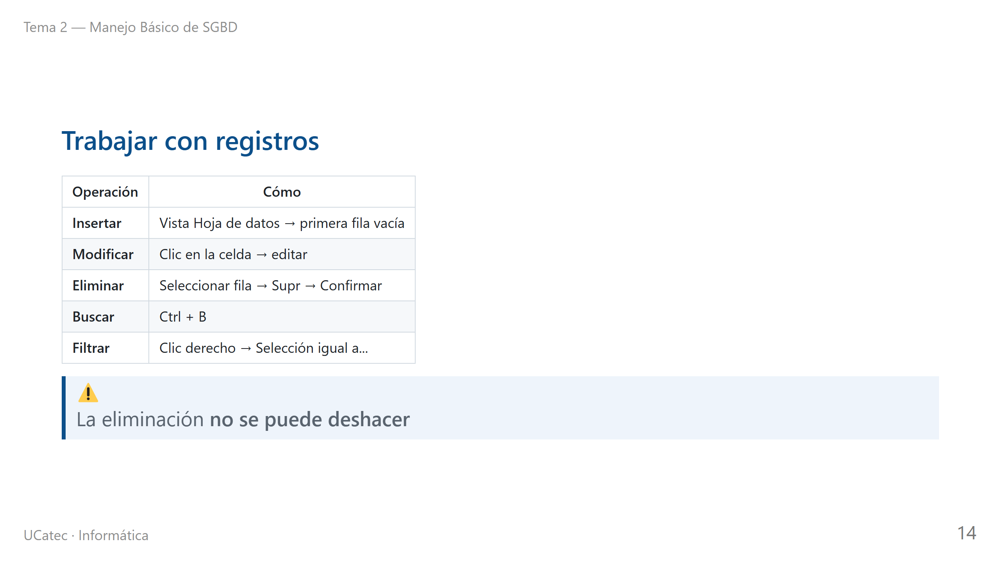 Tema 2 — Manejo Básico de SGBD
Trabajar con registros
Operación Cómo
Insertar Vista Hoja de datos → primera fila vacía
Modificar Clic en la celda → editar
Eliminar Seleccionar fila → Supr → Confirmar
Buscar Ctrl + B
Filtrar Clic derecho → Selección igual a...
La eliminación no se puede deshacer
UCatec · Informática
14